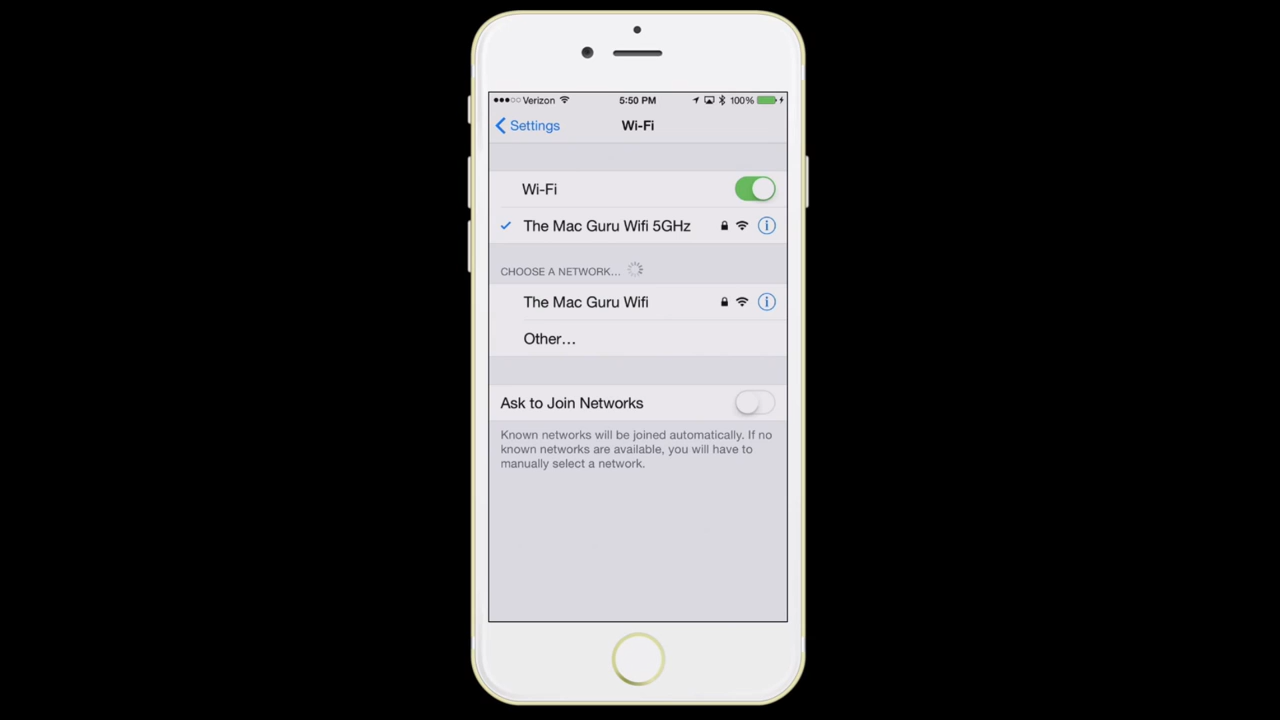 Verizon 5:50 PM 100%
Settings Wi-Fi
Wi-Fi
The Mac Guru Wifi 5GHz
CHOOSE A NETWORK...
The Mac Guru Wifi
Other...
Ask to Join Networks
Known networks will be joined automatically. If no
known networks are available, you will have to
manually select a network.